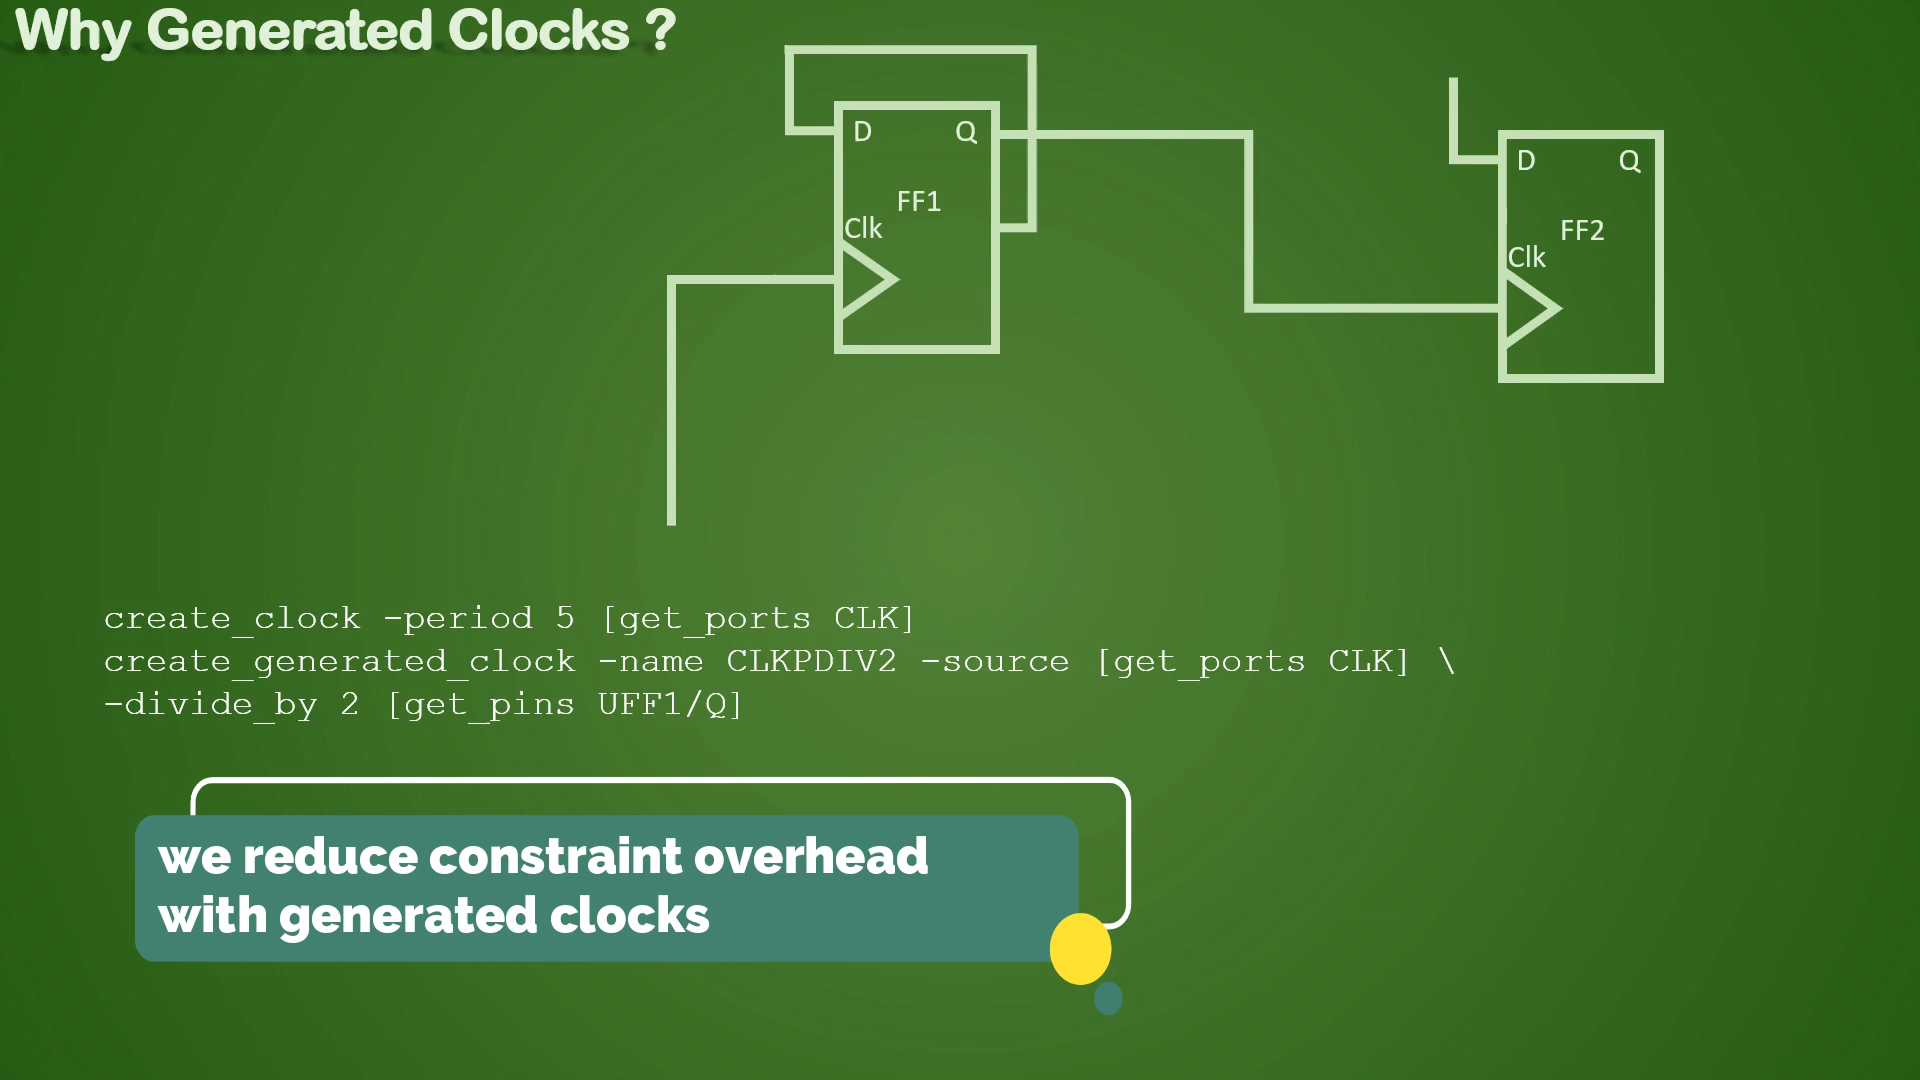 Why Generated Clocks ?
D Q
FF1
Clk
D Q
FF2
Clk
create_clock -period 5 [get_ports CLK]
create_generated_clock -name CLKPDIV2 -source [get_ports CLK] \
-divide_by 2 [get_pins UFF1/Q]
we reduce constraint overhead
with generated clocks